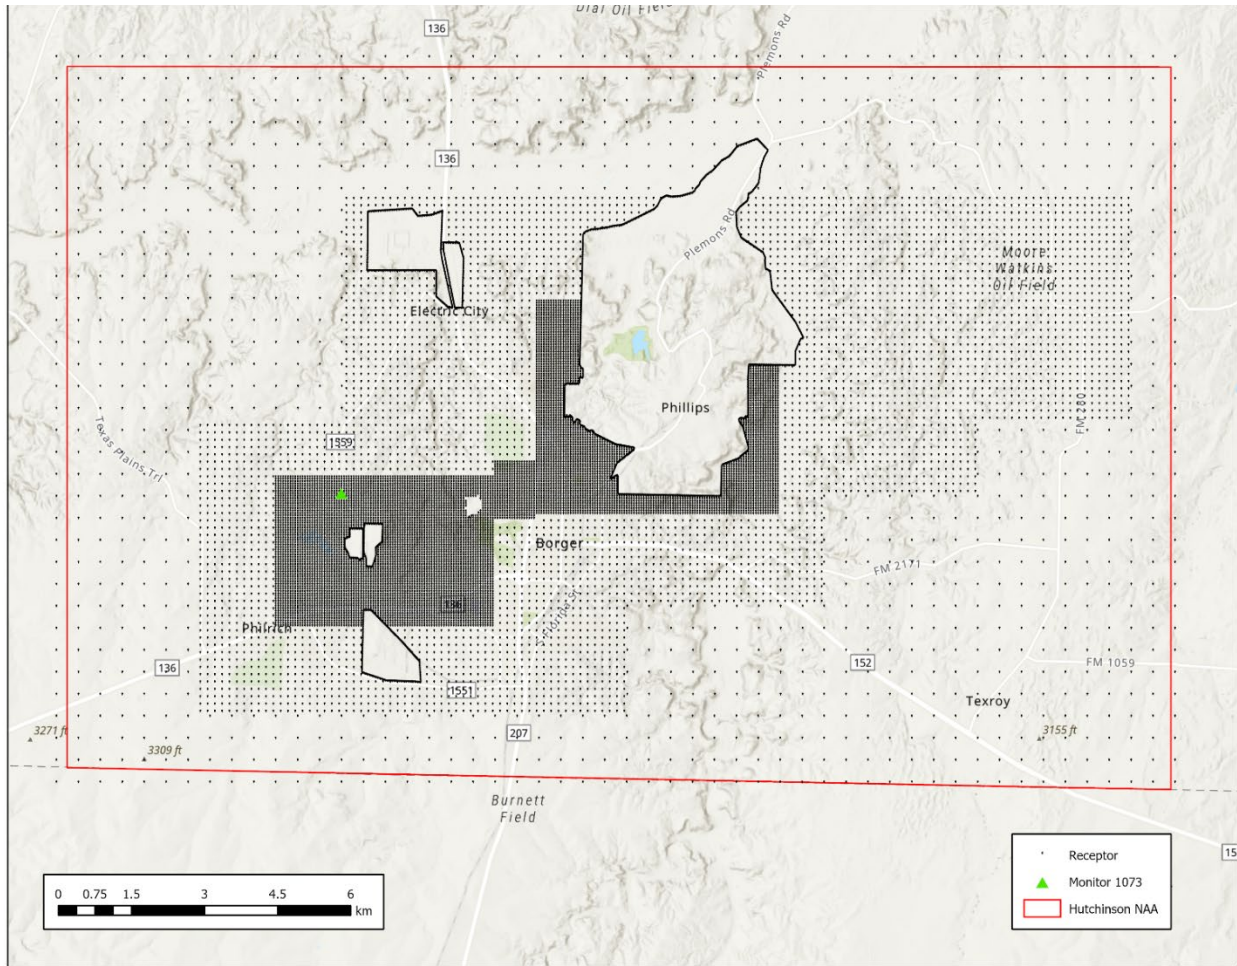 Dial Oil Field
136
Plemons Rd
136
Plemons Rd
Moore
Watkins
Oil Field
Electric City
Phillips
FM 280
Texas Plains Trl
1559
Borger
FM 2171
136
S Florida St
Philrich
136
152
FM 1059
1551
Texroy
3271 ft
3309 ft
207
3155 ft
Burnett
Field
15
Receptor
Monitor 1073
Hutchinson NAA
0 0.75 1.5 3 4.5 6
km